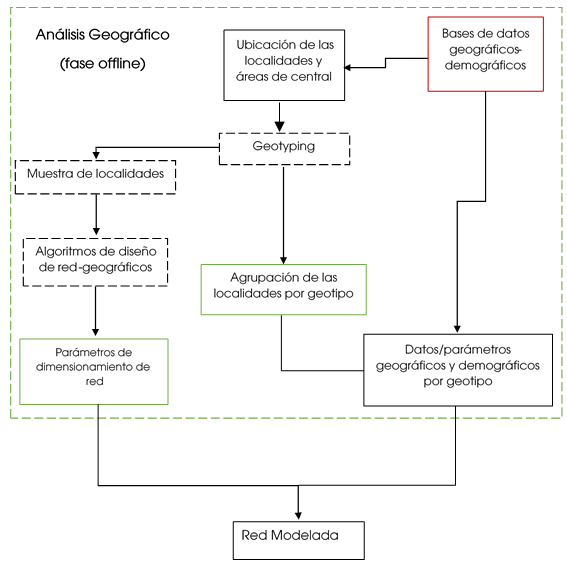 Análisis Geográfico
(fase offline)
Ubicación de las
localidades y
áreas de central
Bases de datos
geográficos-
demográficos
Geotyping
Muestra de localidades
Algoritmos de diseño
de red-geográficos
Agrupación de las
localidades por geotipo
Parámetros de
dimensionamiento de
red
Datos/parámetros
geográficos y demográficos
por geotipo
Red Modelada